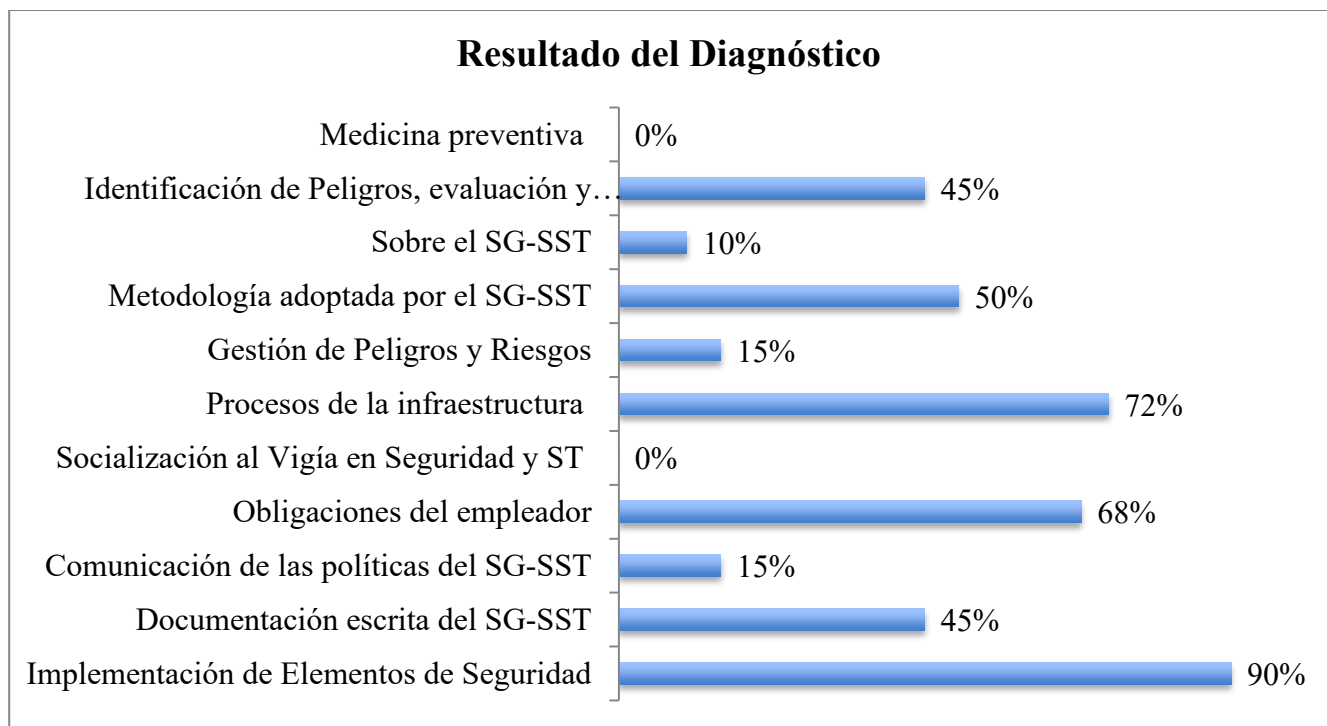 Resultado del Diagnóstico
Medicina preventiva 0%
Identificación de Peligros, evaluación y… 45%
Sobre el SG-SST 10%
Metodología adoptada por el SG-SST 50%
Gestión de Peligros y Riesgos 15%
Procesos de la infraestructura 72%
Socialización al Vigía en Seguridad y ST 0%
Obligaciones del empleador 68%
Comunicación de las políticas del SG-SST 15%
Documentación escrita del SG-SST 45%
Implementación de Elementos de Seguridad 90%